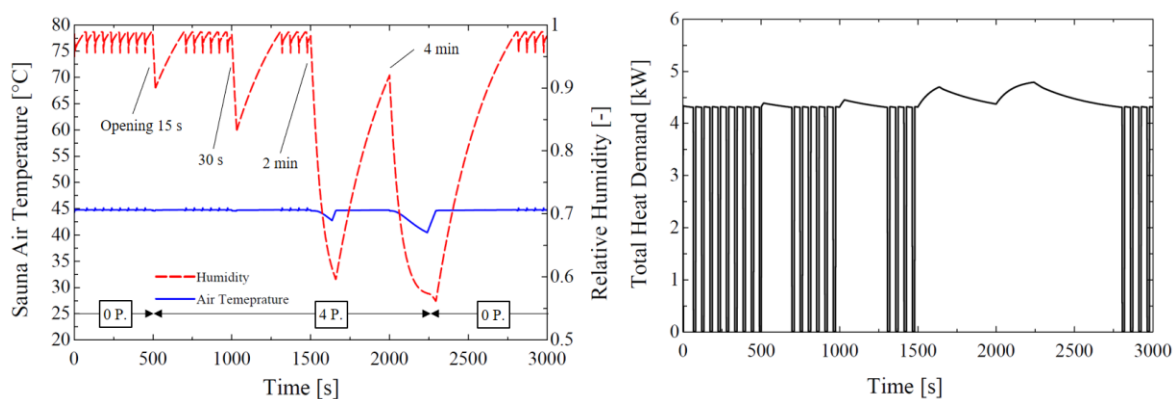 80
75
70
65
60
55
50
45
40
35
30
25
20
Sauna Air Temperature [°C]
Opening 15 s
30 s
2 min
4 min
Humidity
Air Temeprature
0 P.
4 P.
0 P.
0 500 1000 1500 2000 2500 3000
Time [s]
1
0.9
0.8
0.7
0.6
0.5
Relative Humidity [-]
6
5
4
3
2
1
0
Total Heat Demand [kW]
0 500 1000 1500 2000 2500 3000
Time [s]